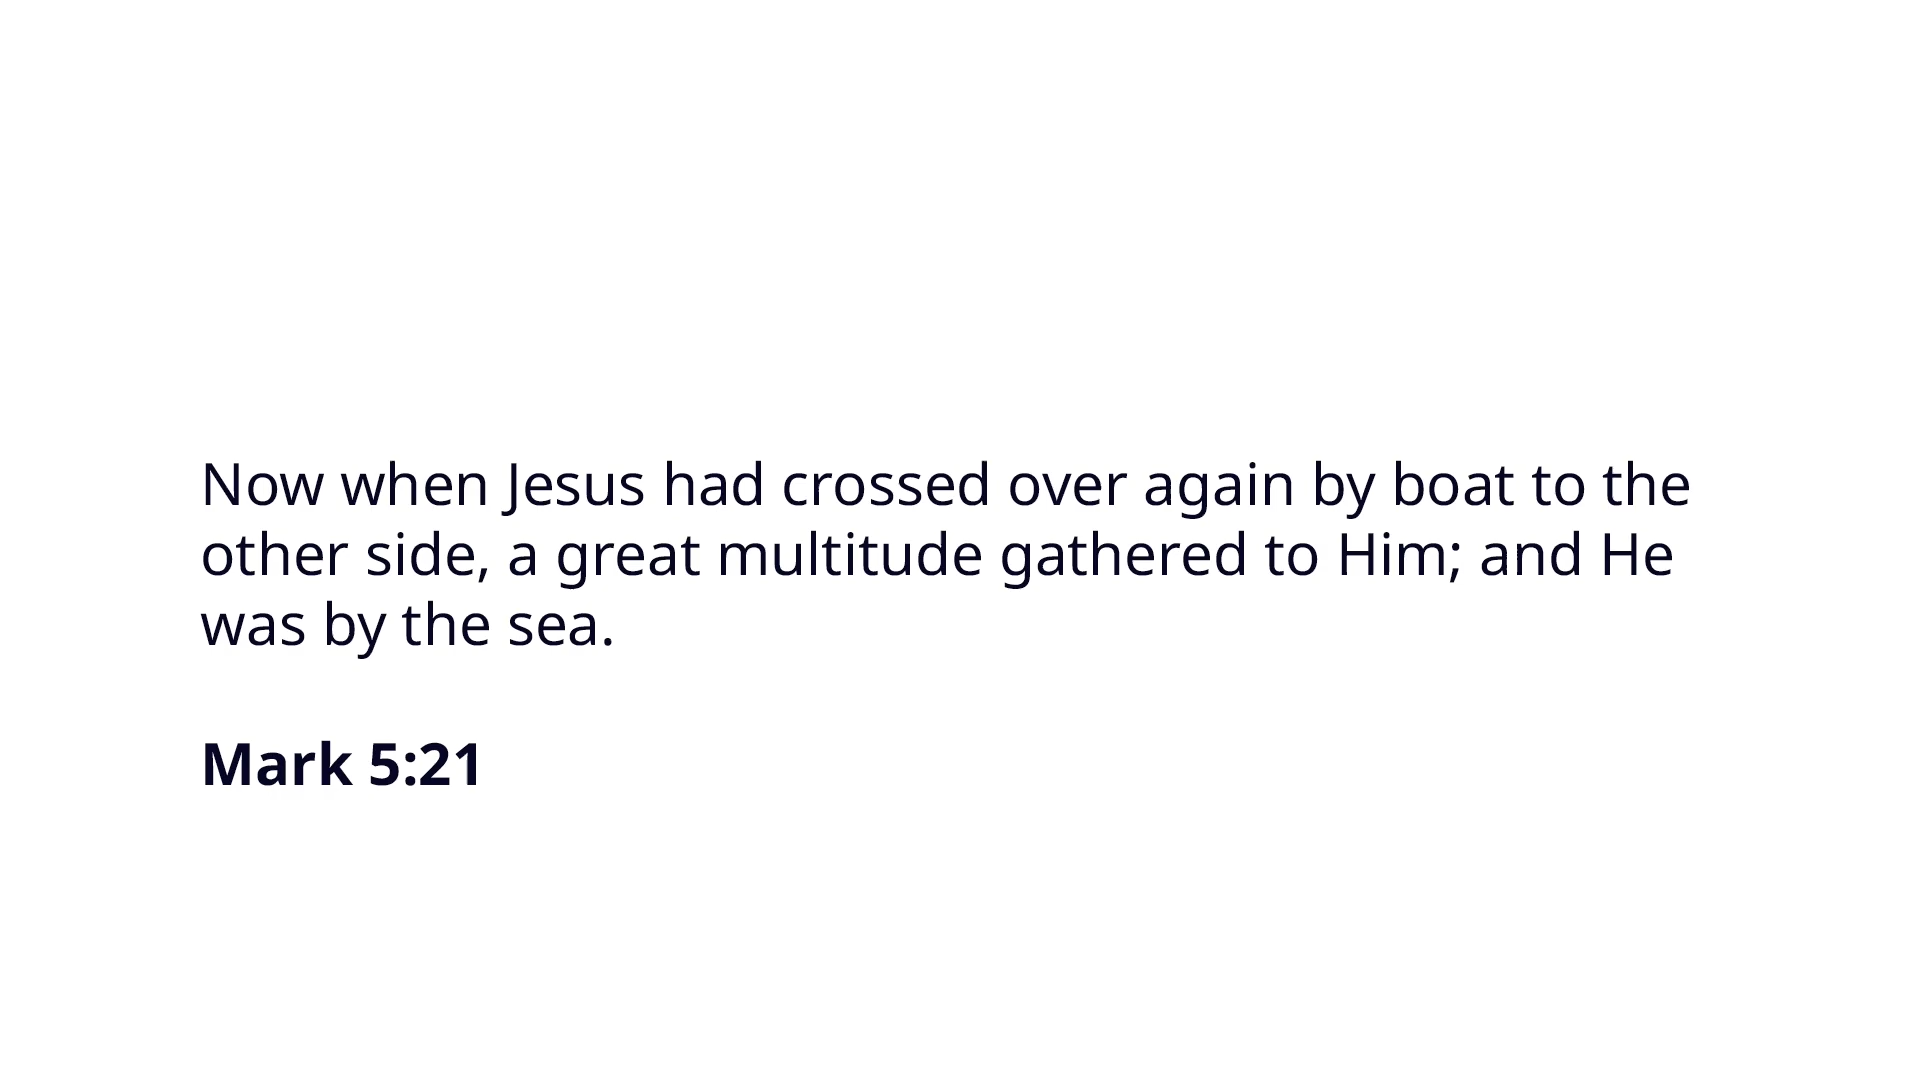 Now when Jesus had crossed over again by boat to the
other side, a great multitude gathered to Him; and He
was by the sea.
Mark 5:21